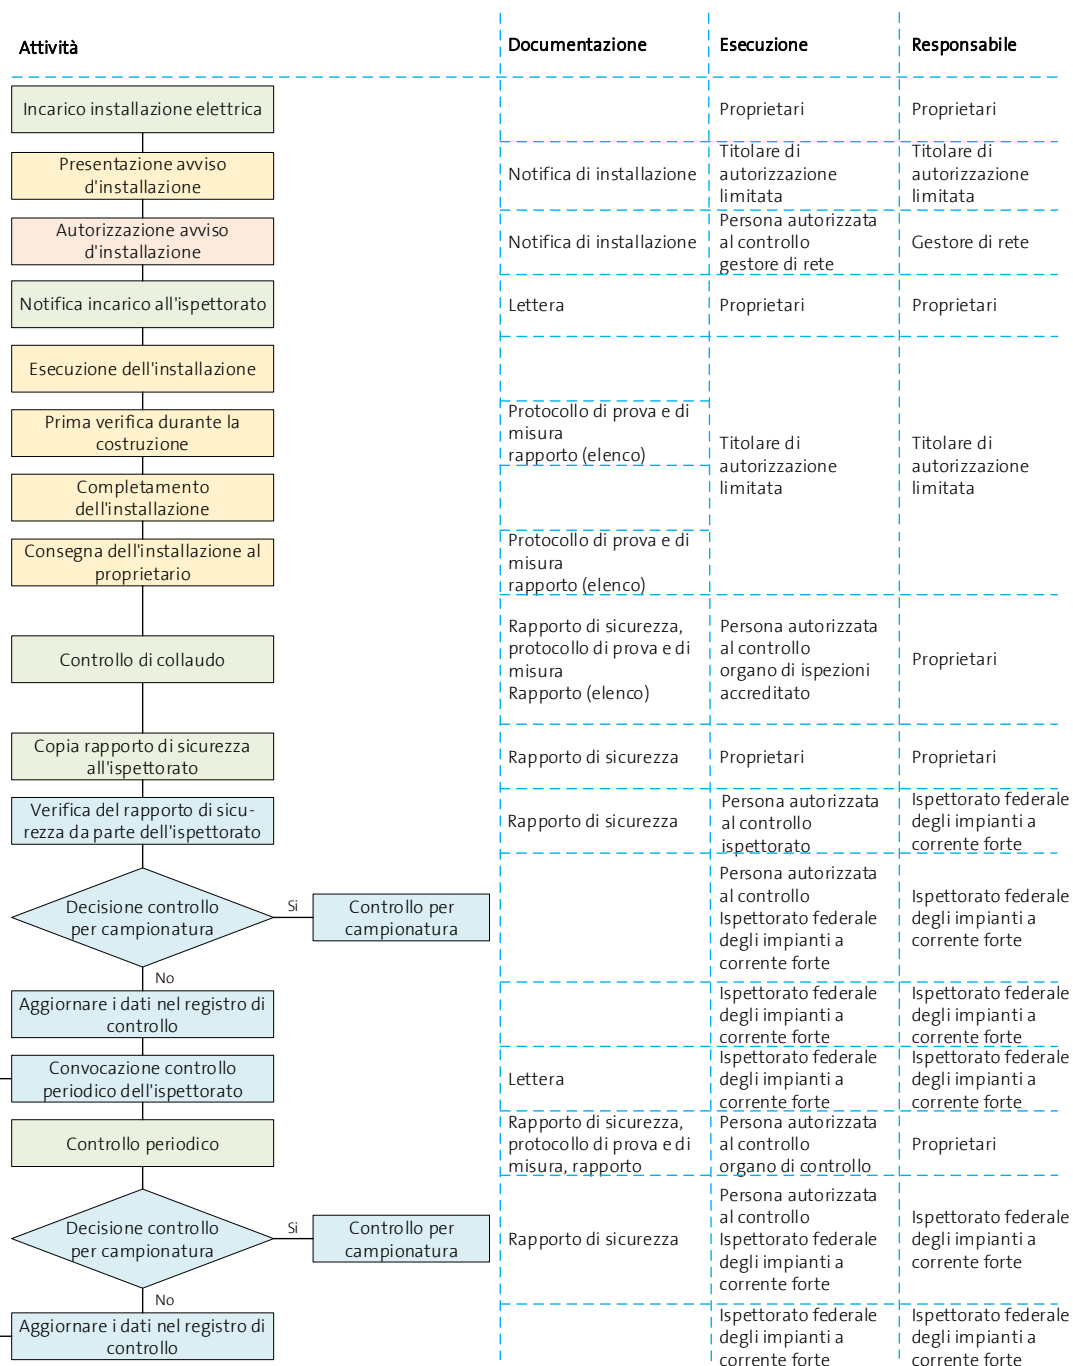 Attività
Documentazione
Esecuzione
Responsabile
Incarico installazione elettrica
Proprietari
Proprietari
Presentazione avviso
d'installazione
Notifica di installazione
Titolare di
autorizzazione
limitata
Titolare di
autorizzazione
limitata
Autorizzazione avviso
d'installazione
Notifica di installazione
Persona autorizzata
al controllo
gestore di rete
Gestore di rete
Notifica incarico all'ispettorato
Lettera
Proprietari
Proprietari
Esecuzione dell'installazione
Prima verifica durante la
costruzione
Protocollo di prova e di
misura
rapporto (elenco)
Titolare di
autorizzazione
limitata
Titolare di
autorizzazione
limitata
Completamento
dell'installazione
Consegna dell'installazione al
proprietario
Protocollo di prova e di
misura
rapporto (elenco)
Controllo di collaudo
Rapporto di sicurezza,
protocollo di prova e di
misura
Rapporto (elenco)
Persona autorizzata
al controllo
organo di ispezioni
accreditato
Proprietari
Copia rapporto di sicurezza
all'ispettorato
Rapporto di sicurezza
Proprietari
Proprietari
Verifica del rapporto di sicu-
rezza da parte dell'ispettorato
Rapporto di sicurezza
Persona autorizzata
al controllo
ispettorato
Ispettorato federale
degli impianti a
corrente forte
Decisione controllo
per campionatura
Si
Controllo per
campionatura
Persona autorizzata
al controllo
Ispettorato federale
degli impianti a
corrente forte
Ispettorato federale
degli impianti a
corrente forte
No
Aggiornare i dati nel registro di
controllo
Ispettorato federale
degli impianti a
corrente forte
Ispettorato federale
degli impianti a
corrente forte
Convocazione controllo
periodico dell'ispettorato
Lettera
Ispettorato federale
degli impianti a
corrente forte
Ispettorato federale
degli impianti a
corrente forte
Controllo periodico
Rapporto di sicurezza,
protocollo di prova e di
misura, rapporto
Persona autorizzata
al controllo
organo di controllo
Proprietari
Decisione controllo
per campionatura
Si
Controllo per
campionatura
Rapporto di sicurezza
Persona autorizzata
al controllo
Ispettorato federale
degli impianti a
corrente forte
Ispettorato federale
degli impianti a
corrente forte
No
Aggiornare i dati nel registro di
controllo
Ispettorato federale
degli impianti a
corrente forte
Ispettorato federale
degli impianti a
corrente forte